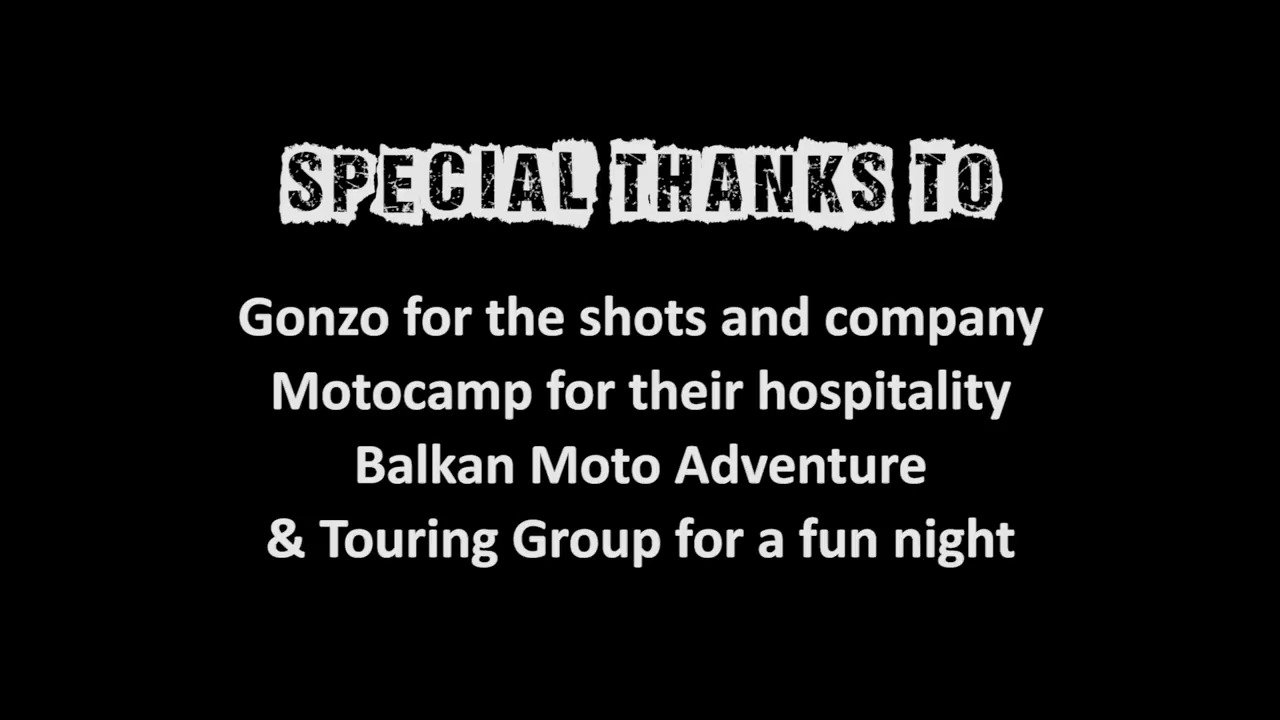 SPECIAL THANKS TO
Gonzo for the shots and company
Motocamp for their hospitality
Balkan Moto Adventure
& Touring Group for a fun night